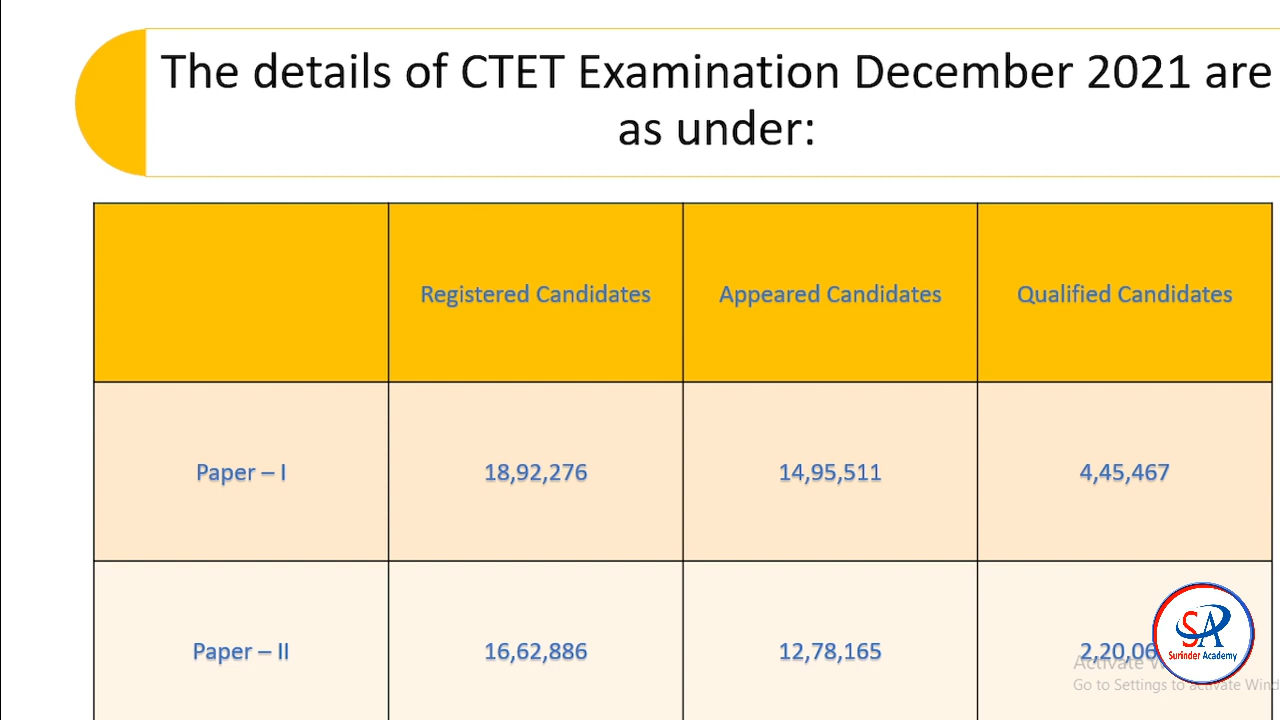 The details of CTET Examination December 2021 are
as under:
Registered Candidates Appeared Candidates Qualified Candidates
Paper – I 18,92,276 14,95,511 4,45,467
Paper – II 16,62,886 12,78,165
SA
Surinder Academy
Activate
Go to Settings to activate